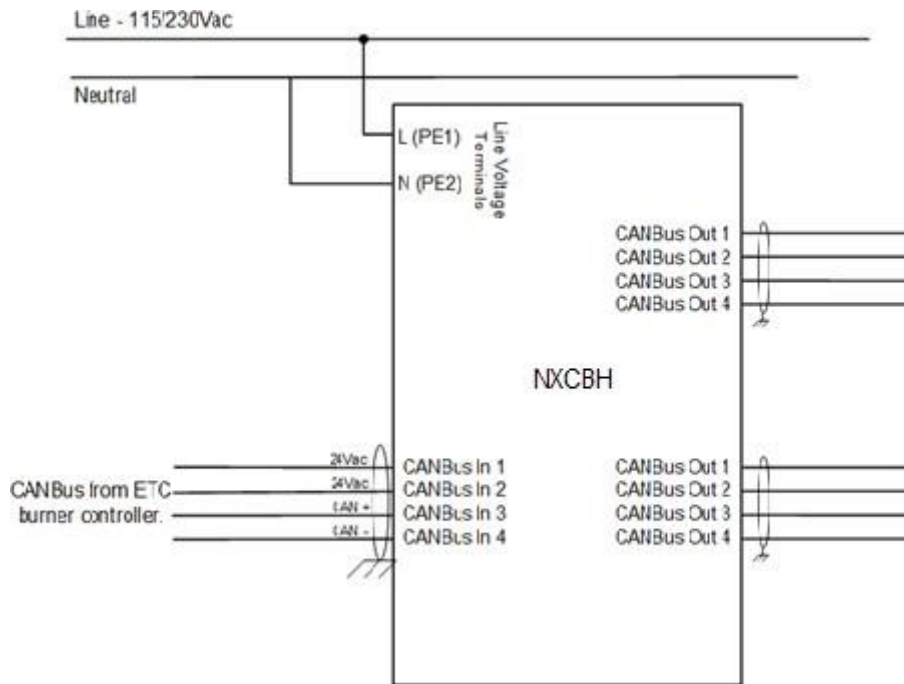 Line - 115/230Vac
Neutral
L (PE1)
N (PE2)
Line Voltage
Terminals
CANBus Out 1
CANBus Out 2
CANBus Out 3
CANBus Out 4
NXCBH
CANBus from ETC
burner controller.
24Vac
24Vac
CAN +
CAN -
CANBus In 1
CANBus In 2
CANBus In 3
CANBus In 4
CANBus Out 1
CANBus Out 2
CANBus Out 3
CANBus Out 4